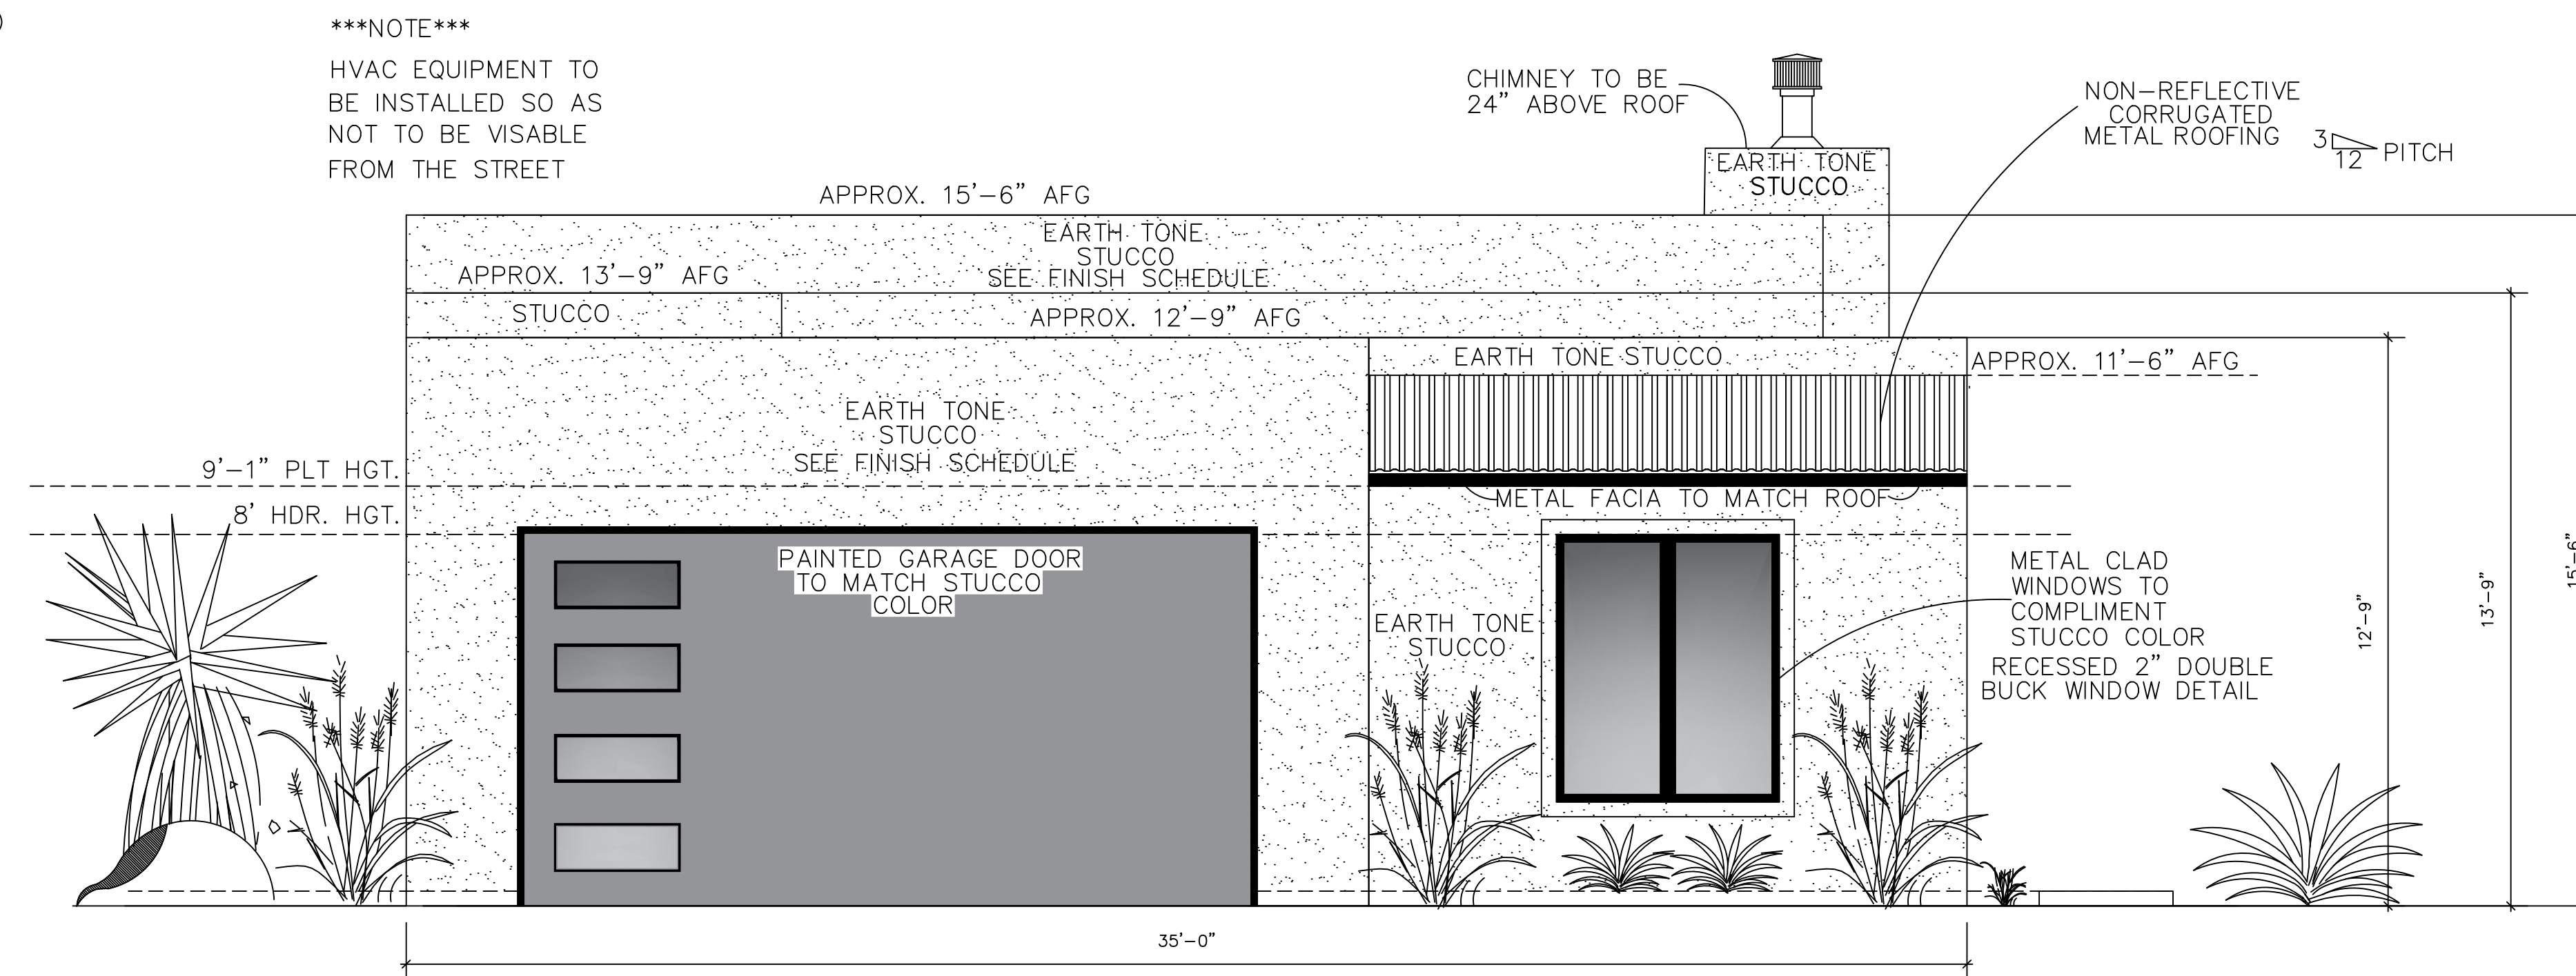 ***NOTE***
HVAC EQUIPMENT TO
BE INSTALLED SO AS
NOT TO BE VISABLE
FROM THE STREET
CHIMNEY TO BE
24" ABOVE ROOF
NON-REFLECTIVE
CORRUGATED
METAL ROOFING
3
12
PITCH
EARTH TONE
STUCCO
APPROX. 15'-6" AFG
EARTH TONE
STUCCO
SEE FINISH SCHEDULE
APPROX. 13'-9" AFG
STUCCO
APPROX. 12'-9" AFG
EARTH TONE STUCCO
APPROX. 11'-6" AFG
EARTH TONE
STUCCO
SEE FINISH SCHEDULE
9'-1" PLT HGT.
8' HDR. HGT.
METAL FACIA TO MATCH ROOF
PAINTED GARAGE DOOR
TO MATCH STUCCO
COLOR
EARTH TONE
STUCCO
METAL CLAD
WINDOWS TO
COMPLIMENT
STUCCO COLOR
RECESSED 2" DOUBLE
BUCK WINDOW DETAIL
12'-9"
13'-9"
15'-6"
35'-0"